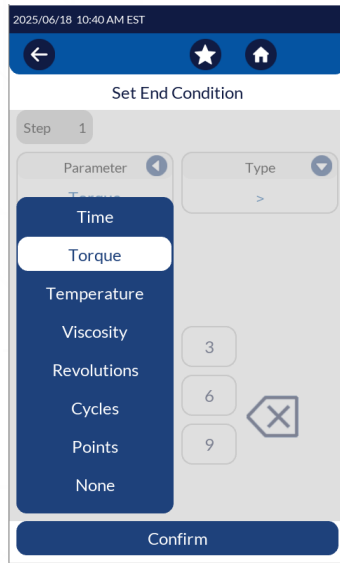 2025/06/18 10:40 AM EST
Set End Condition
Step 1
Parameter
Type
Torque
>
Time
Torque
Temperature
Viscosity
Revolutions
Cycles
Points
None
3
6
9
Confirm